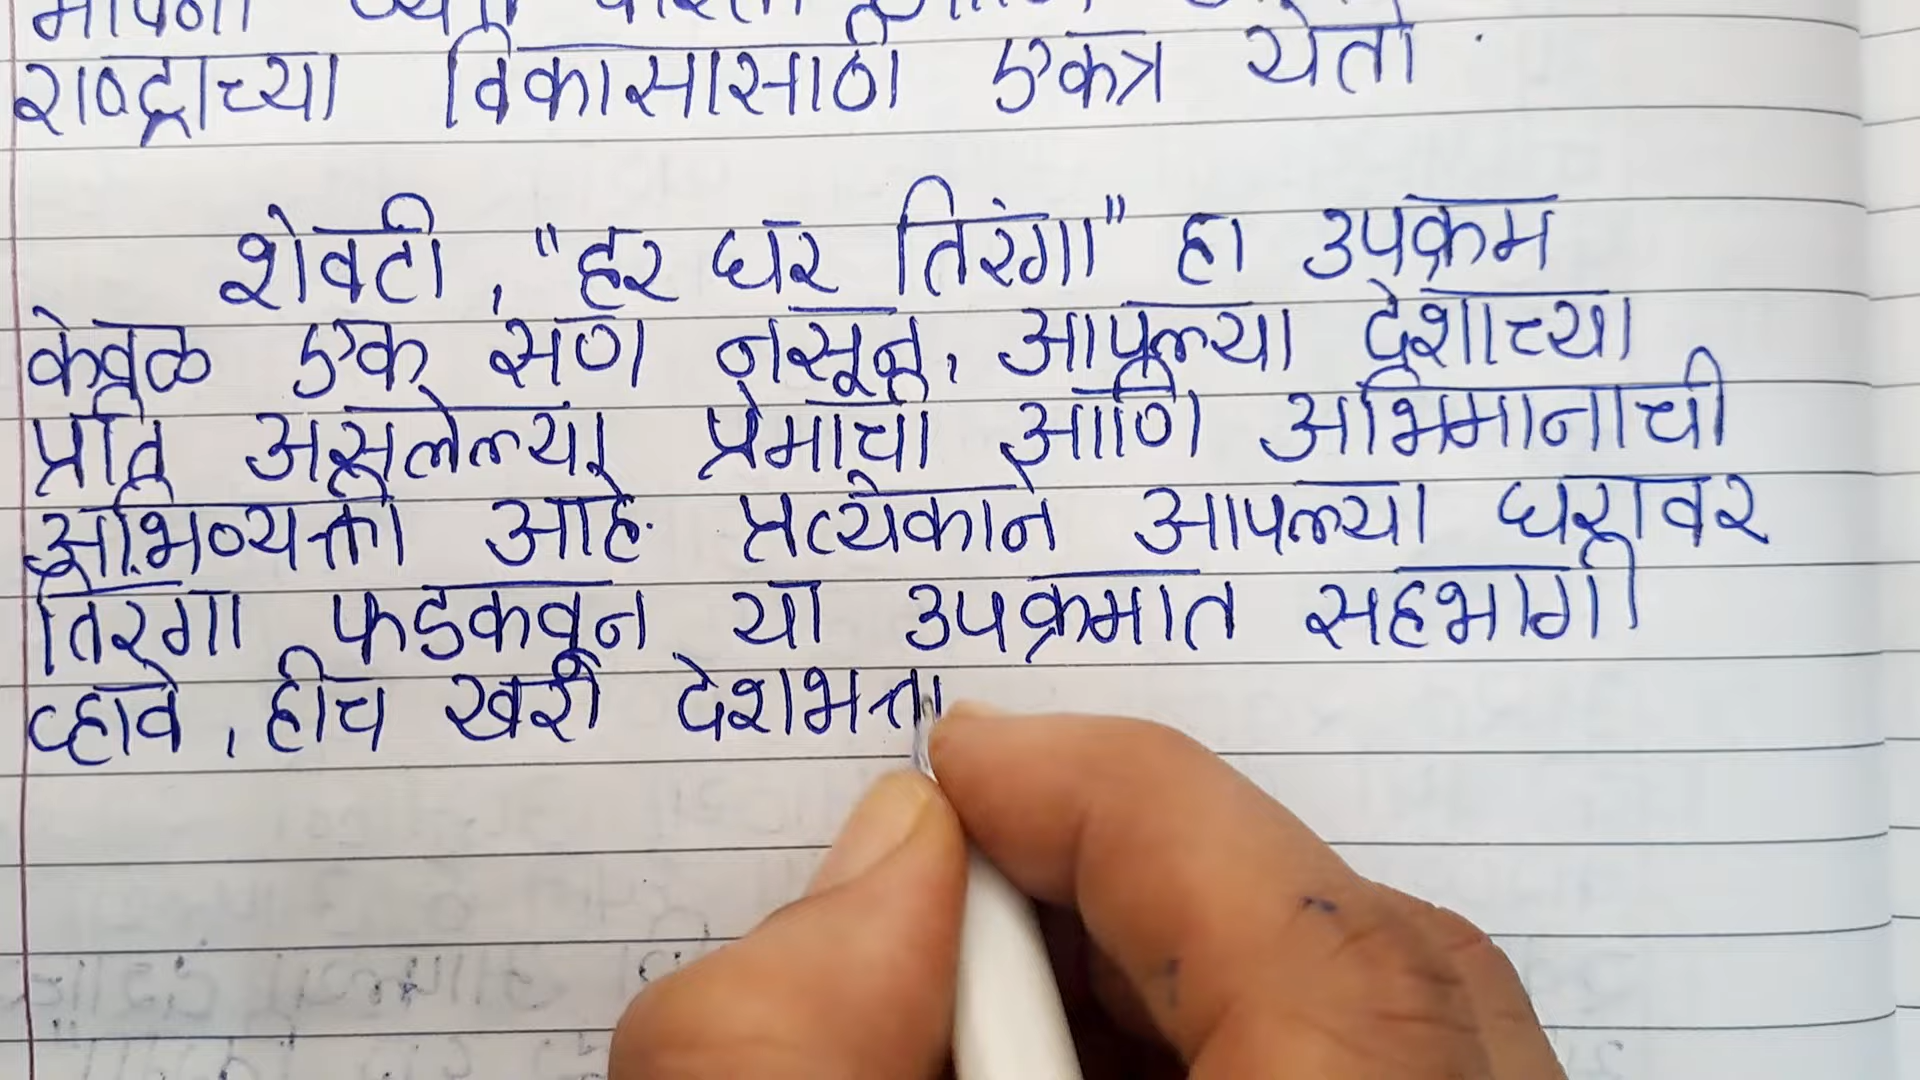 राष्ट्राच्या विकासासाठी एकत्र येतो.
शेवटी, "हर घर तिरंगा" हा उपक्रम
केवळ एक सण नसून, आपल्या देशाच्या
प्रति असलेल्या प्रेमाची आणि अभिमानाची
अभिव्यक्ती आहे. प्रत्येकाने आपल्या घरावर
तिरंगा फडकवून या उपक्रमात सहभागी
व्हावे, हीच खरी देशभक्ता